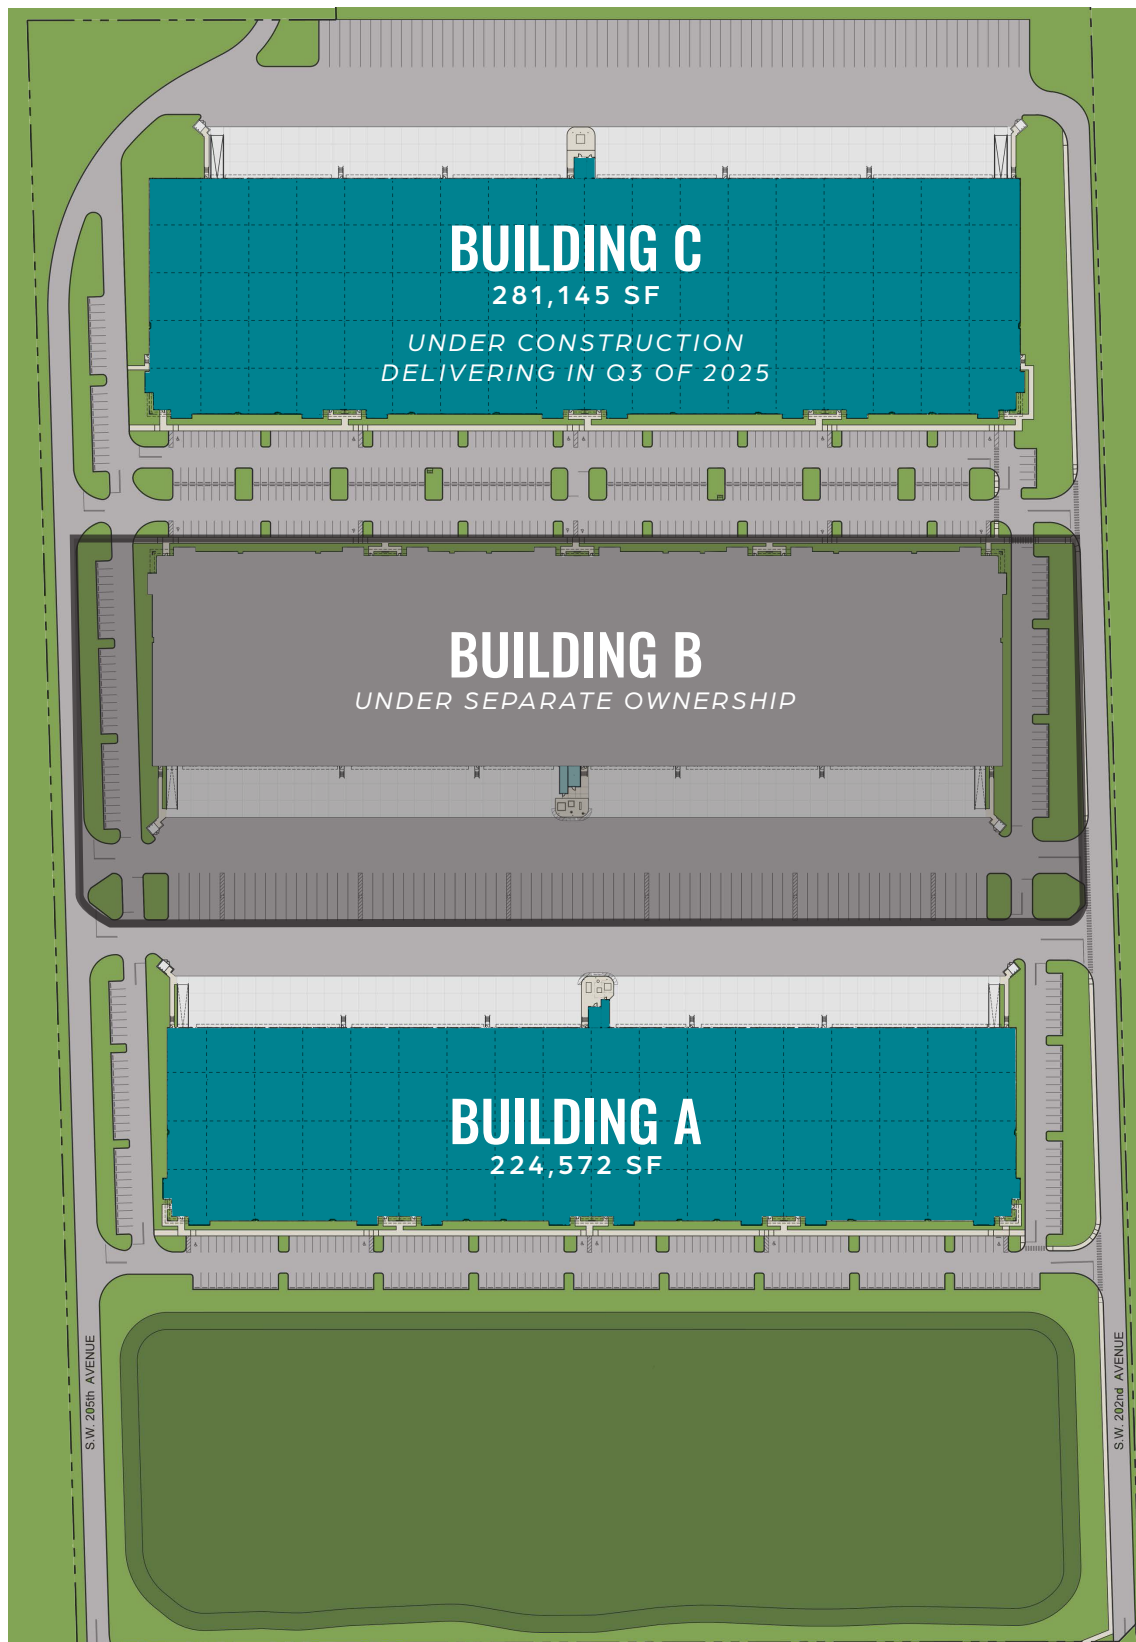 BUILDING C
281,145 SF
UNDER CONSTRUCTION
DELIVERING IN Q3 OF 2025
BUILDING B
UNDER SEPARATE OWNERSHIP
BUILDING A
224,572 SF
S.W. 205th AVENUE
S.W. 202nd AVENUE